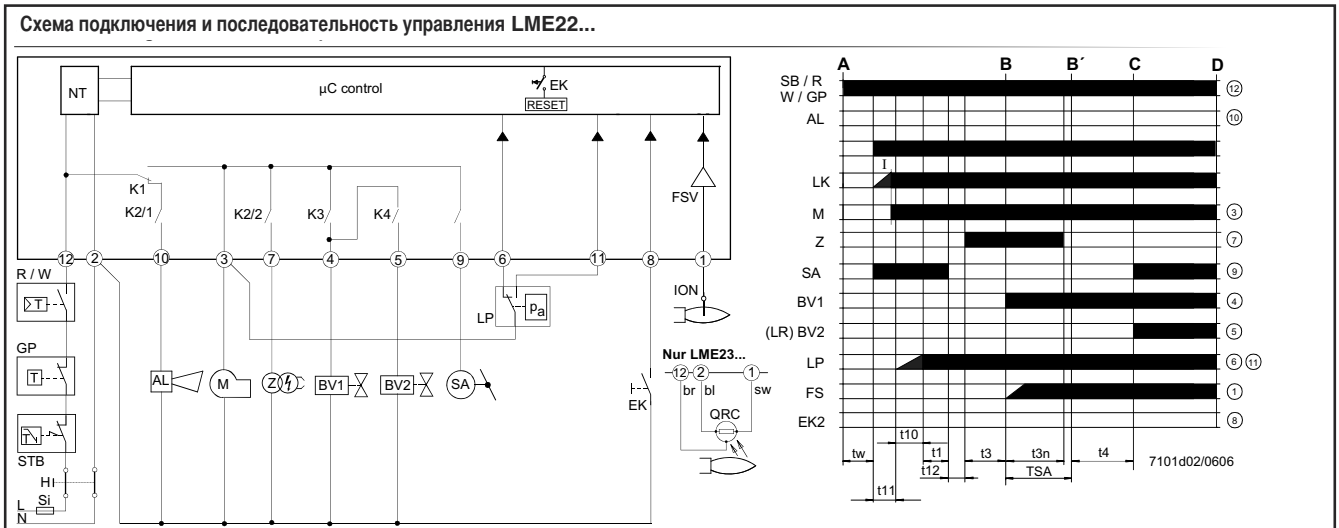 Схема подключения и последовательность управления LME22...
NT
µC control
EK
RESET
K1
K2/1
K2/2
K3
K4
FSV
12 2 10 3 7 4 5 9 6 11 8 1
R / W
T
GP
T
STB
H
L
Si
N
AL
M
Z
BV1
BV2
SA
LP
pa
ION
EK
Nur LME23...
12 2 1
br bl sw
QRC
A B B´ C D
SB / R
W / GP
12
AL
10
I
LK
M
3
Z
7
SA
9
BV1
4
(LR) BV2
5
LP
6 11
FS
1
EK2
8
t10
tw t1 t3 t3n t4
t12 TSA
t11
7101d02/0606